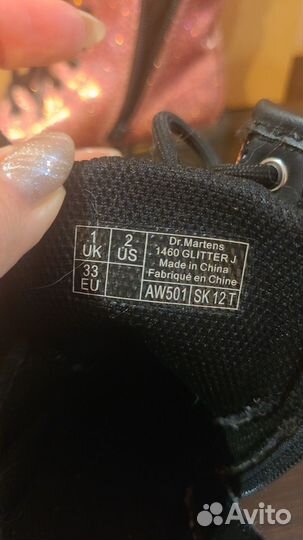 1 UK
2 US
33 EU
Dr.Martens
1460 GLITTER J
Made in China
Fabriqué en Chine
AW501 SK 12 T
Avito